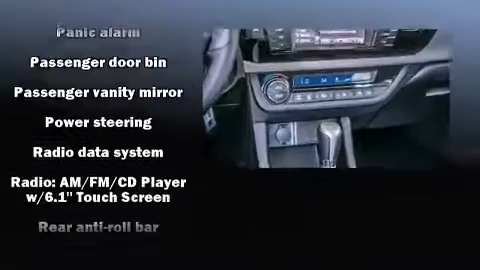 Panic alarm
Passenger door bin
Passenger vanity mirror
Power steering
Radio data system
Radio: AM/FM/CD Player
w/6.1" Touch Screen
Rear anti-roll bar